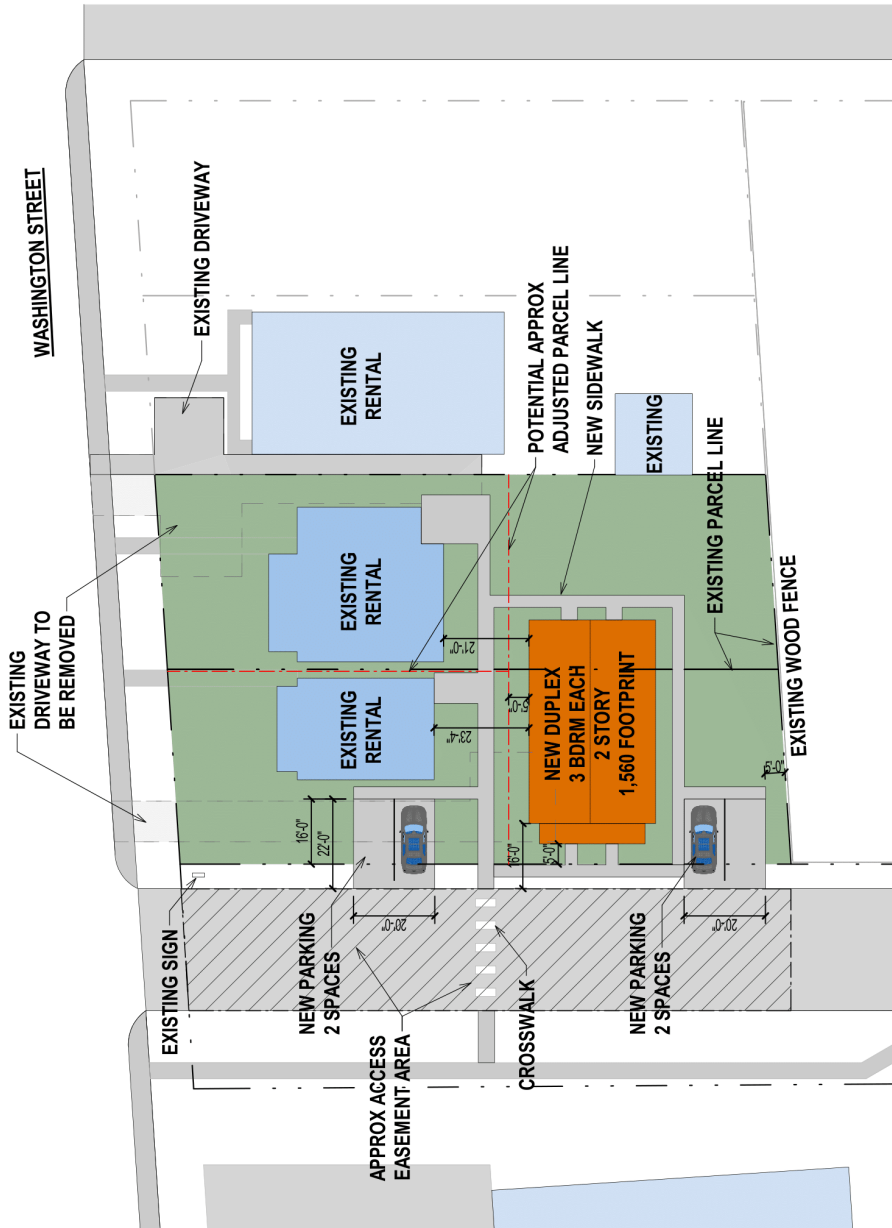 EXISTING
DRIVEWAY TO
BE REMOVED
WASHINGTON STREET
EXISTING DRIVEWAY
EXISTING SIGN
16'-0"
22'-0"
NEW PARKING
2 SPACES
EXISTING
RENTAL
EXISTING
RENTAL
EXISTING
RENTAL
APPROX ACCESS
EASEMENT AREA
20'-0"
23'-4"
21'-0"
POTENTIAL APPROX
ADJUSTED PARCEL LINE
CROSSWALK
16'-0"
5'-0"
5'-0"
NEW DUPLEX
3 BDRM EACH
2 STORY
1,560 FOOTPRINT
NEW SIDEWALK
EXISTING
NEW PARKING
2 SPACES
20'-0"
EXISTING PARCEL LINE
5'-0"
EXISTING WOOD FENCE